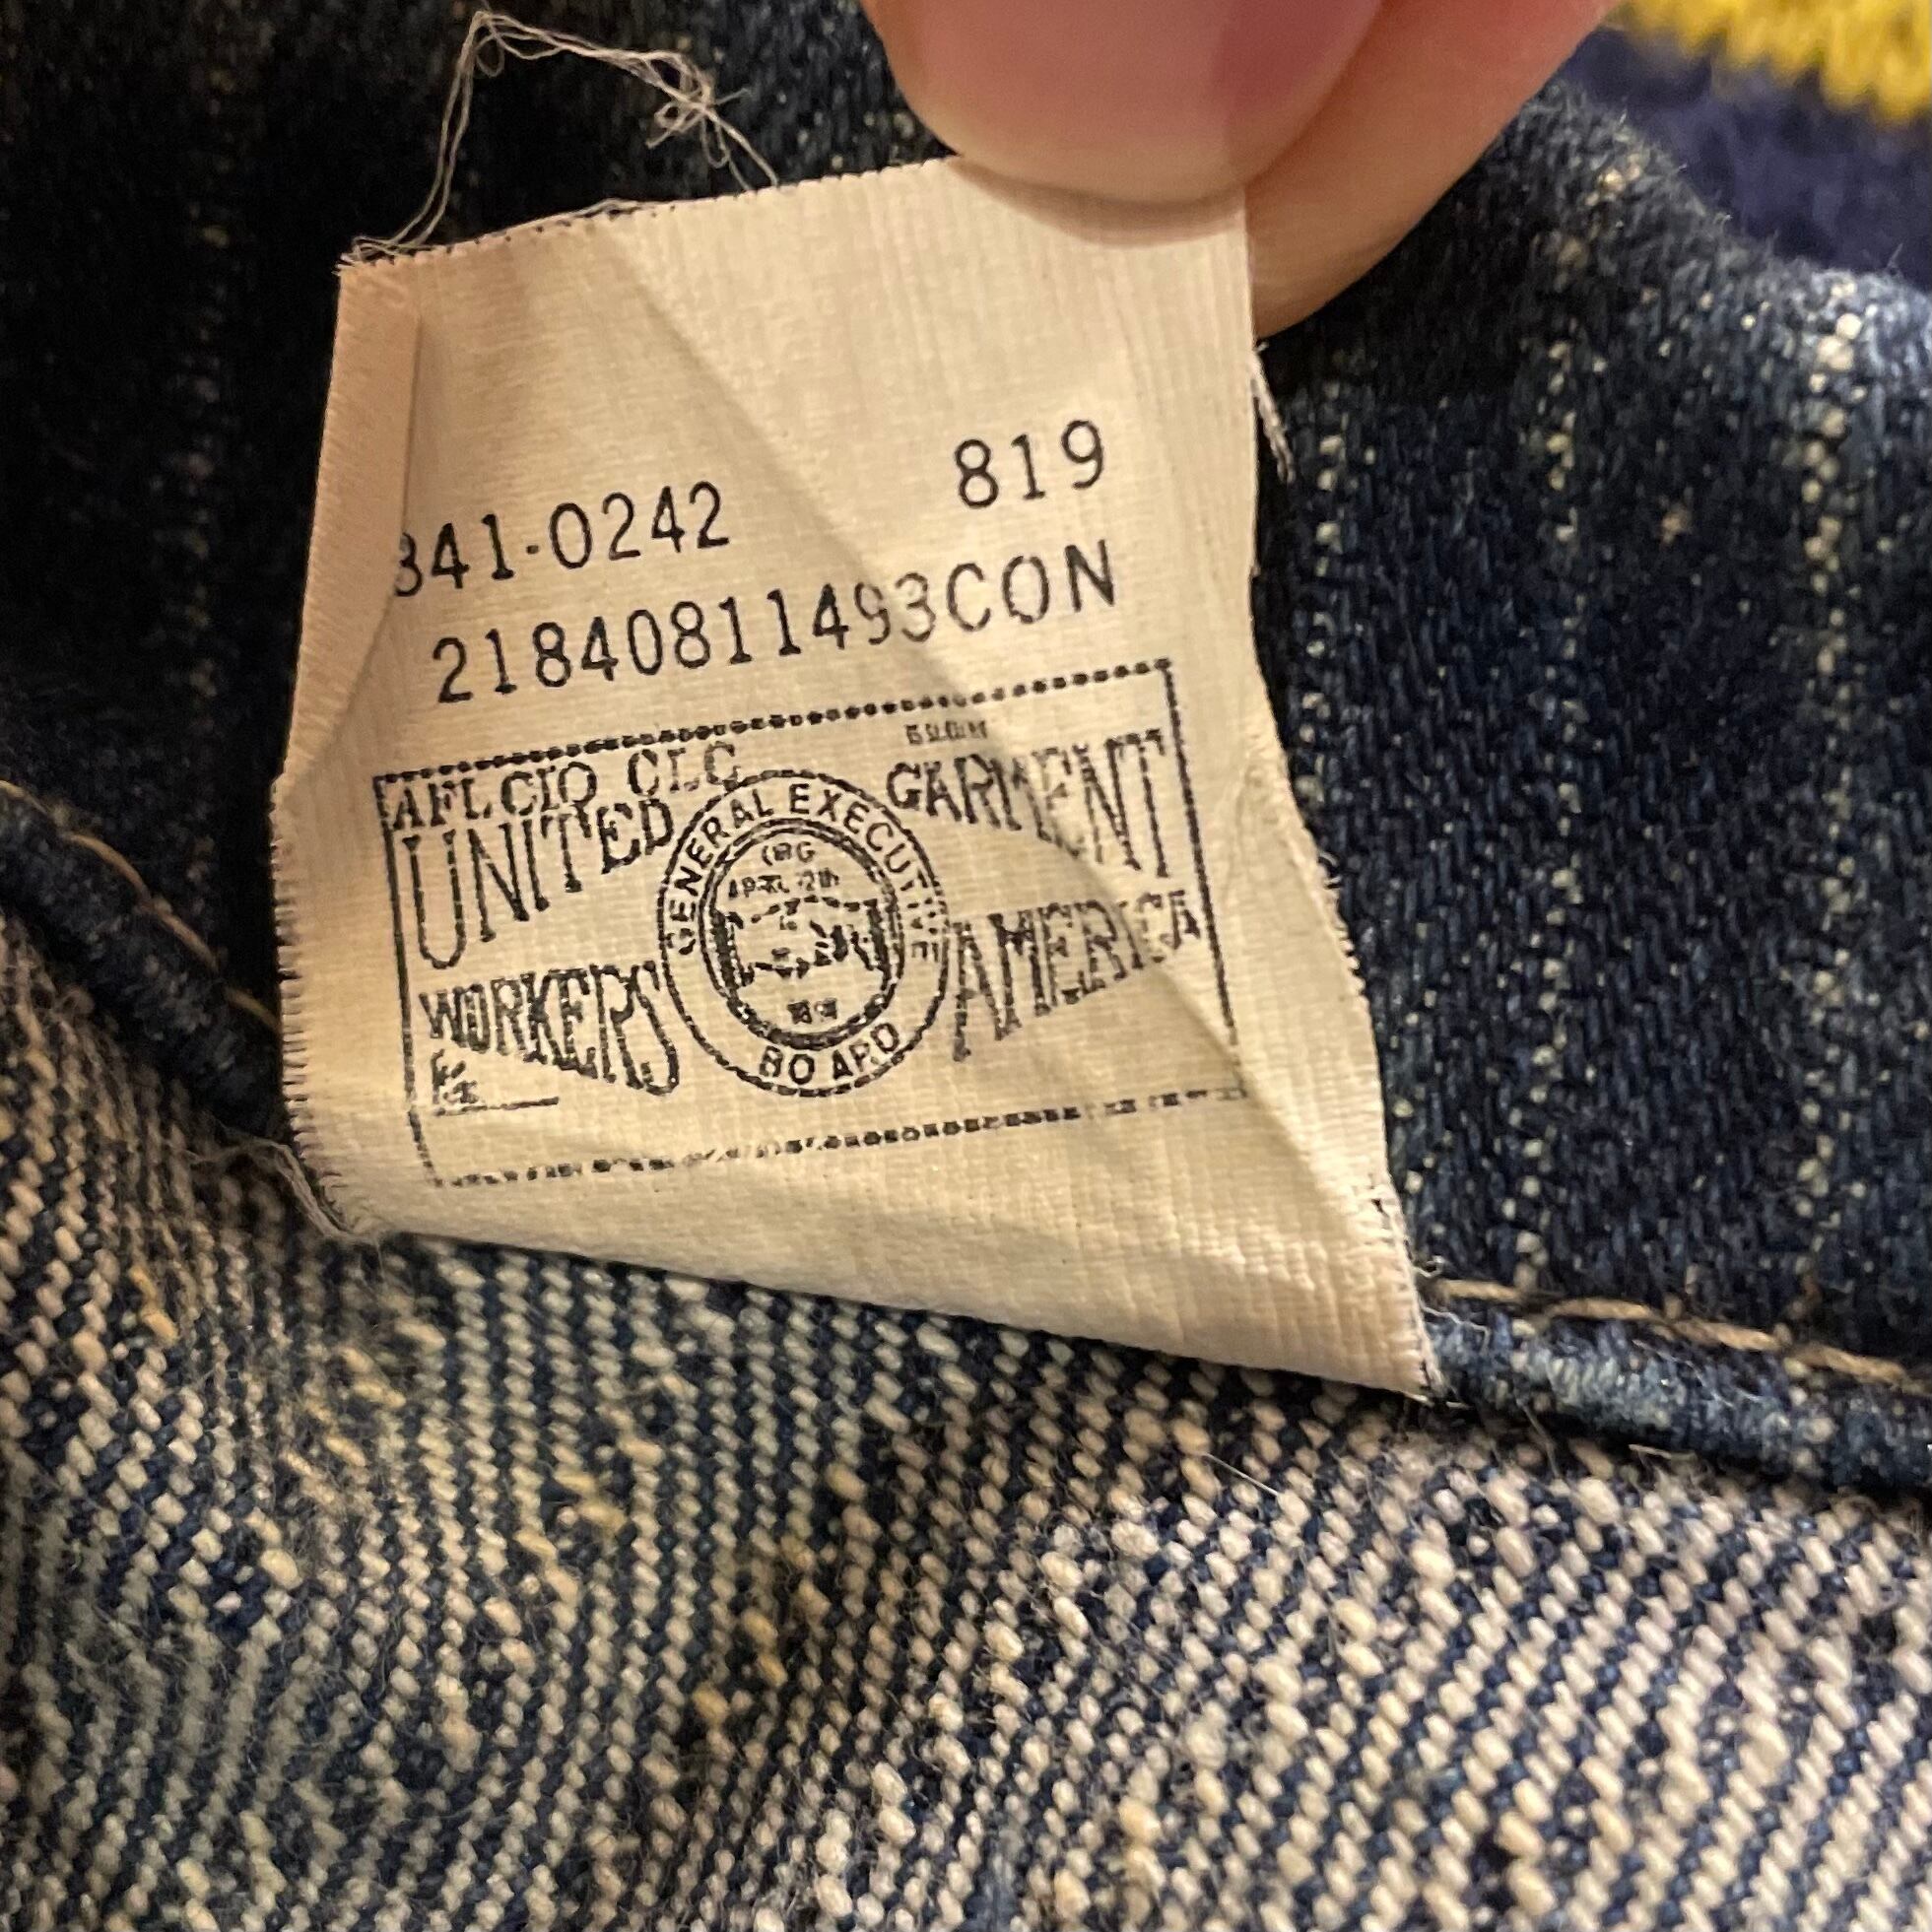 341-0242 819
21840811493CON
AFL CIO CLC
UNITED GARMENT
WORKERS AMERICA
GENERAL EXECUTIVE
BOARD